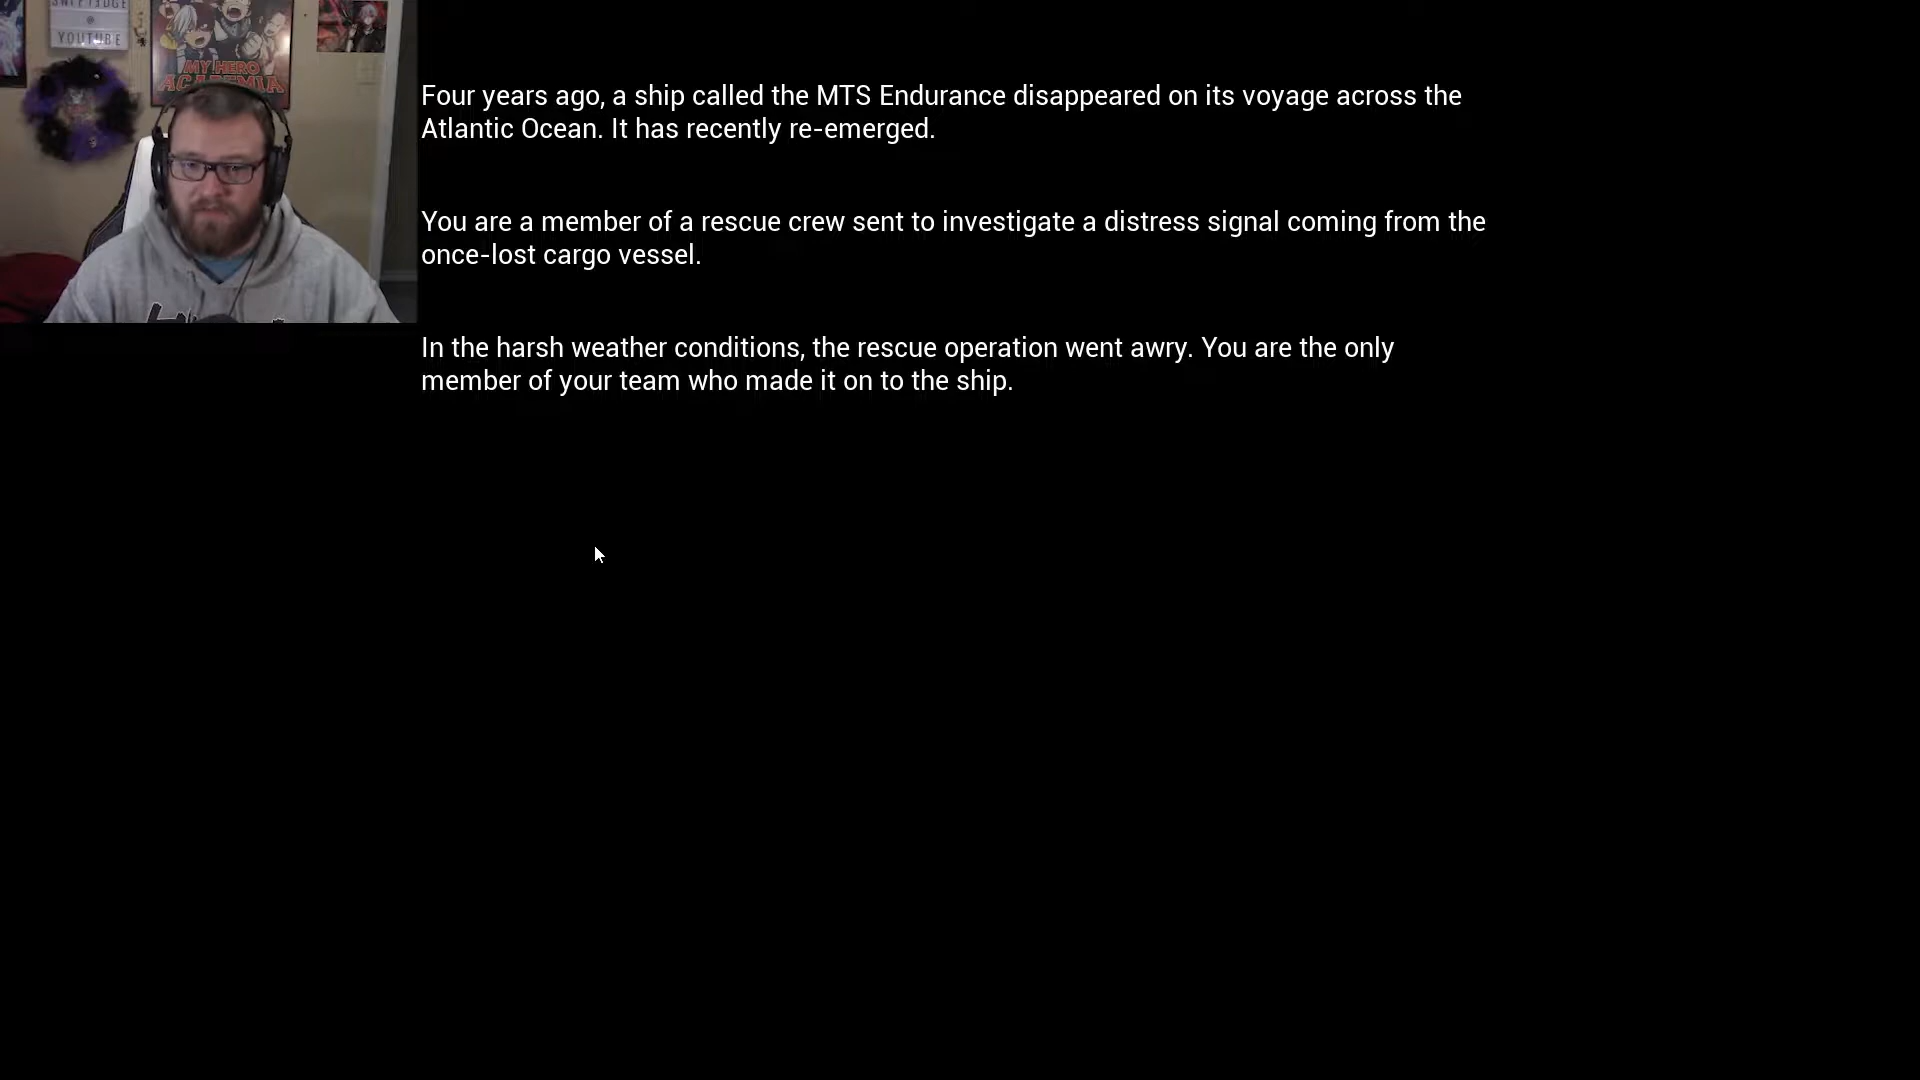 @
YOUTUBE
MY HERO
ACADEMIA
Four years ago, a ship called the MTS Endurance disappeared on its voyage across the
Atlantic Ocean. It has recently re-emerged.
You are a member of a rescue crew sent to investigate a distress signal coming from the
once-lost cargo vessel.
In the harsh weather conditions, the rescue operation went awry. You are the only
member of your team who made it on to the ship.